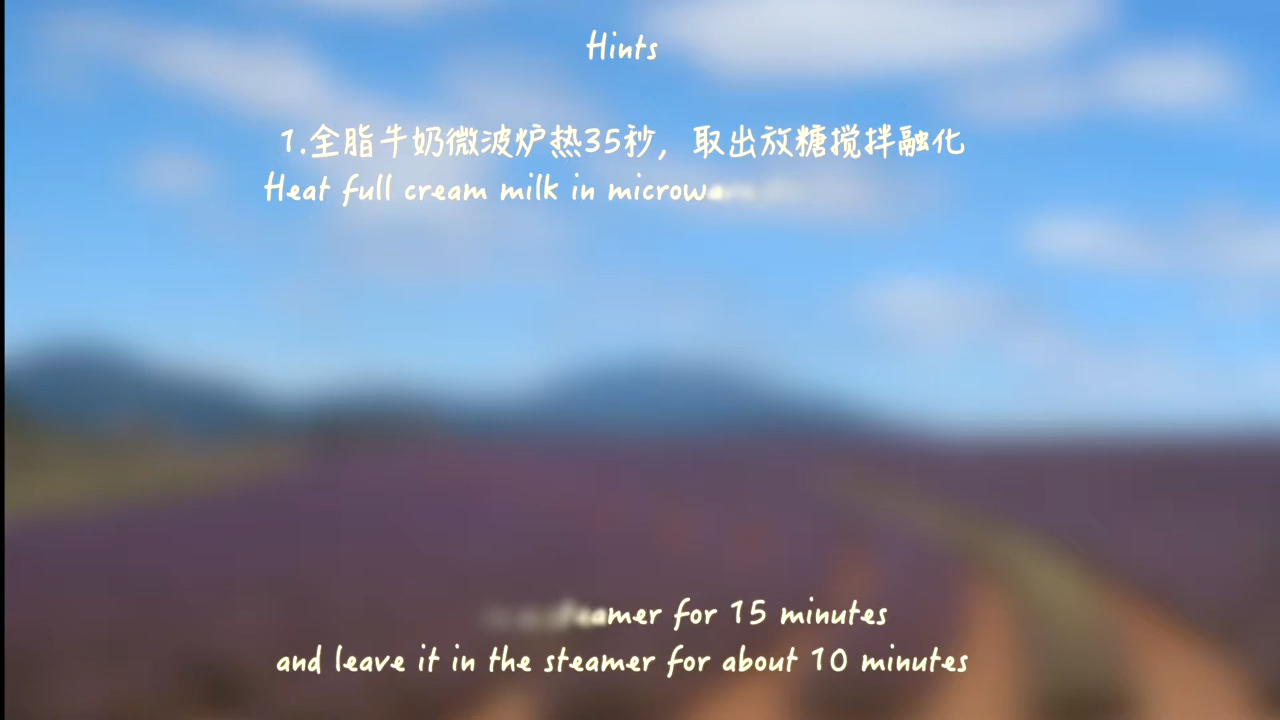 Hints
1.全脂牛奶微波炉热35秒，取出放糖搅拌融化
Heat full cream milk in
for 15 minutes
and leave it in the steamer for about 10 minutes